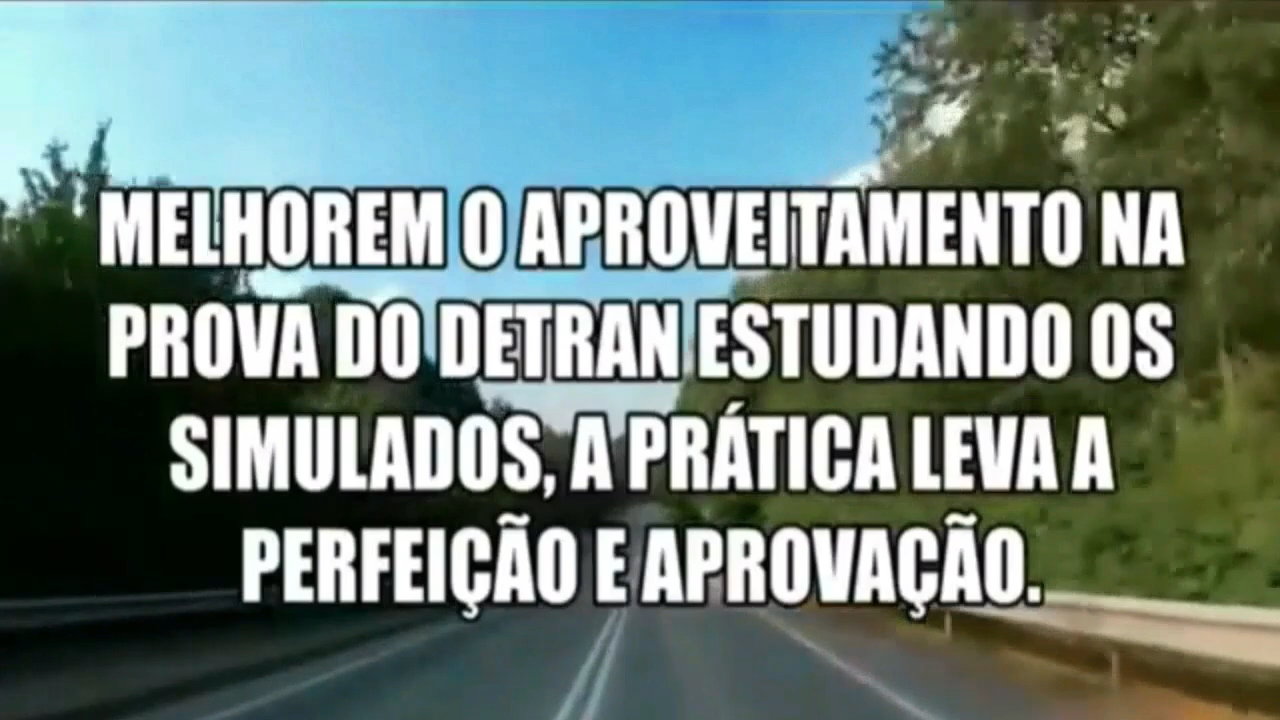 MELHOREM O APROVEITAMENTO NA
PROVA DO DETRAN ESTUDANDO OS
SIMULADOS, A PRÁTICA LEVA A
PERFEIÇÃO E APROVAÇÃO.